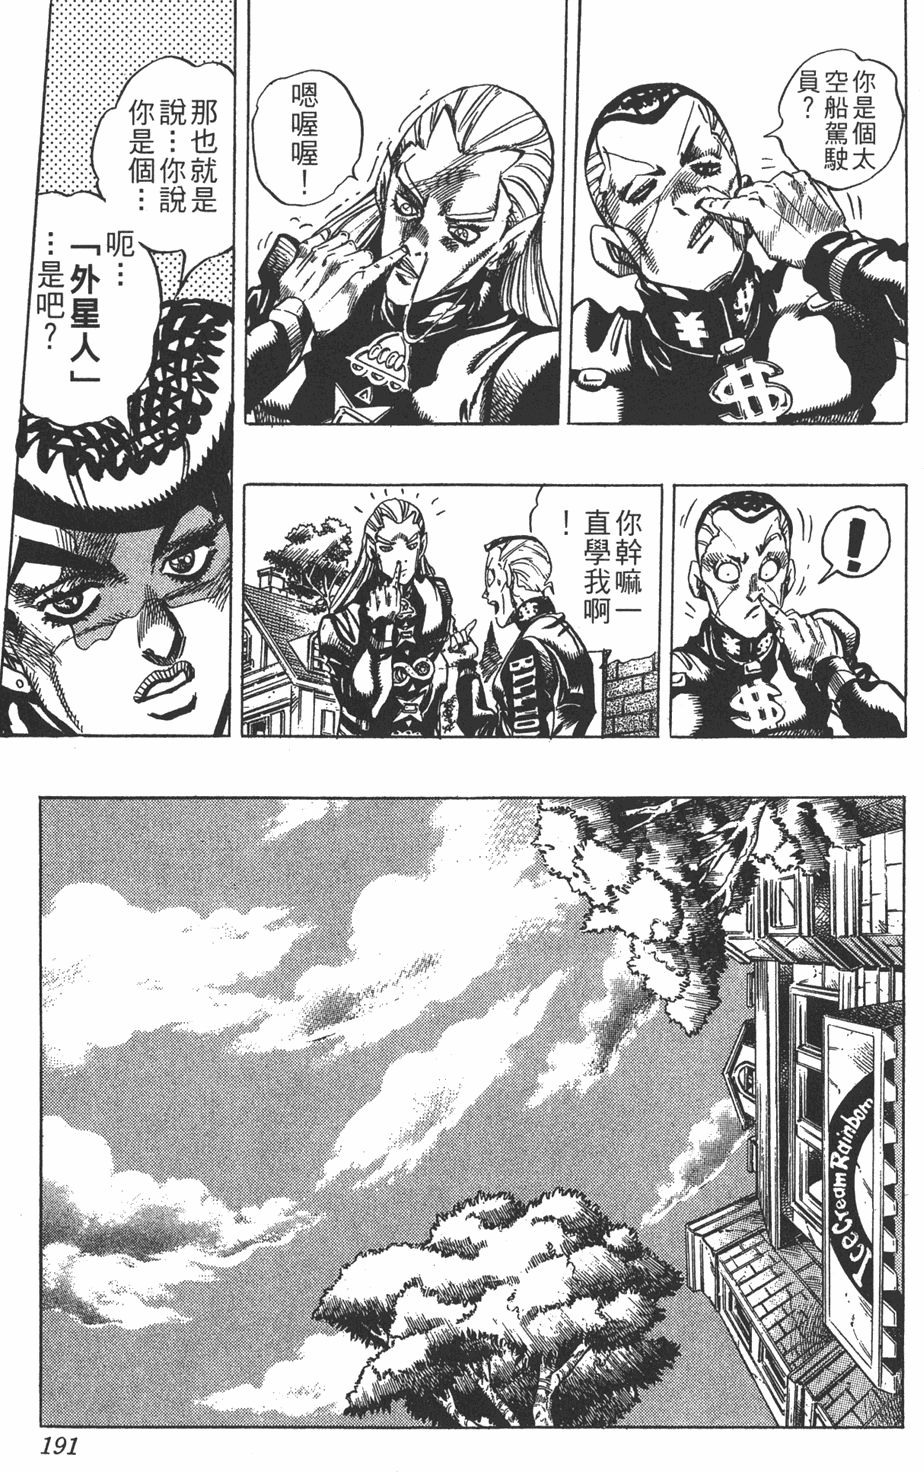 你是個太
空船駕駛
員？
嗯喔喔！
那也就是
說…你說
你是個…
呃…
「外星人」
…是吧？
！
你幹嘛一
直學我啊
！
BILLION
Ice Cream Rainbom
191